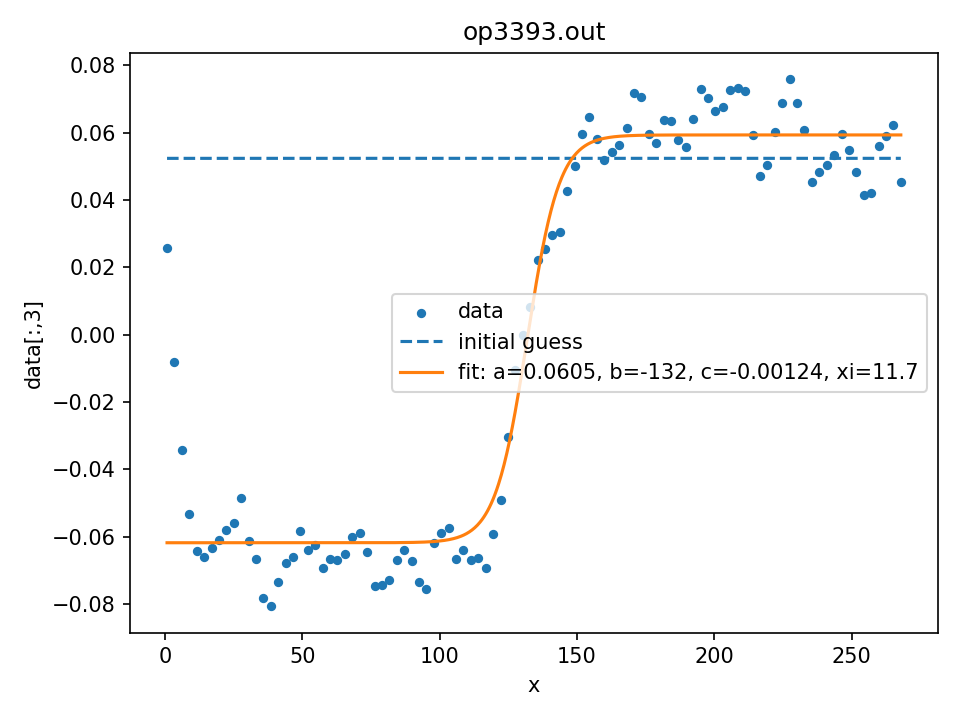 op3393.out
0.08
0.06
0.04
0.02
0.00
−0.02
−0.04
−0.06
−0.08
data[:,3]
data
initial guess
fit: a=0.0605, b=-132, c=-0.00124, xi=11.7
0 50 100 150 200 250
x